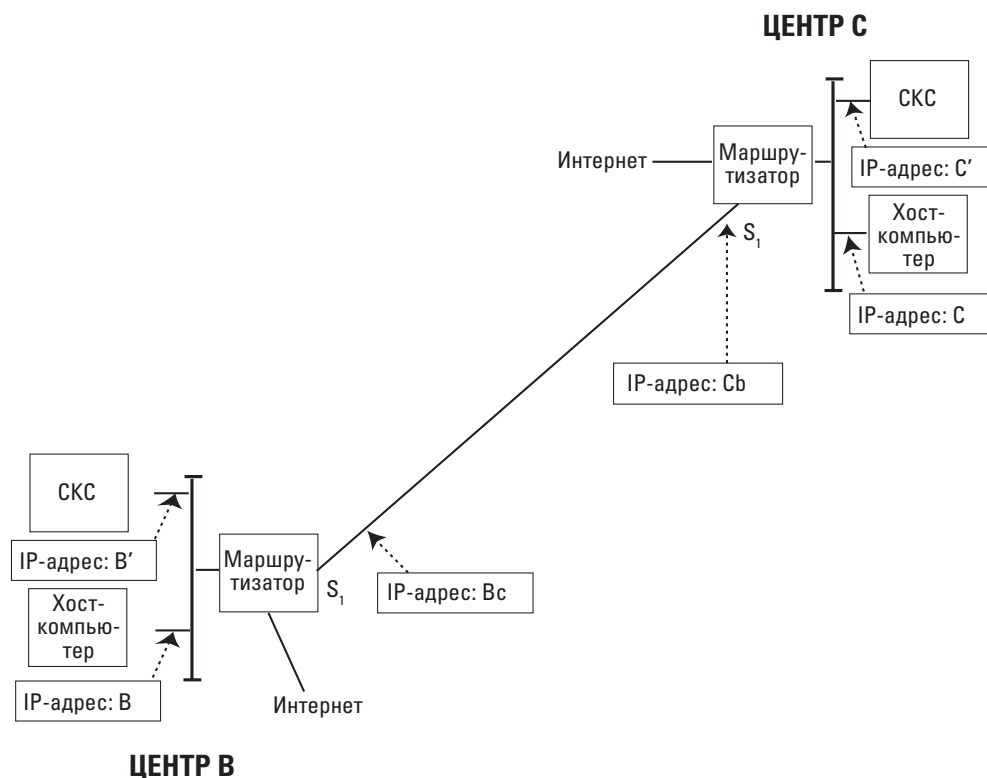 ЦЕНТР С
СКС
Интернет
Маршру-
тизатор
IP-адрес: C’
Хост-
компью-
тер
S1
IP-адрес: C
IP-адрес: Cb
СКС
IP-адрес: B’
Маршру-
тизатор
S1
IP-адрес: Bc
Хост-
компью-
тер
IP-адрес: B
Интернет
ЦЕНТР В